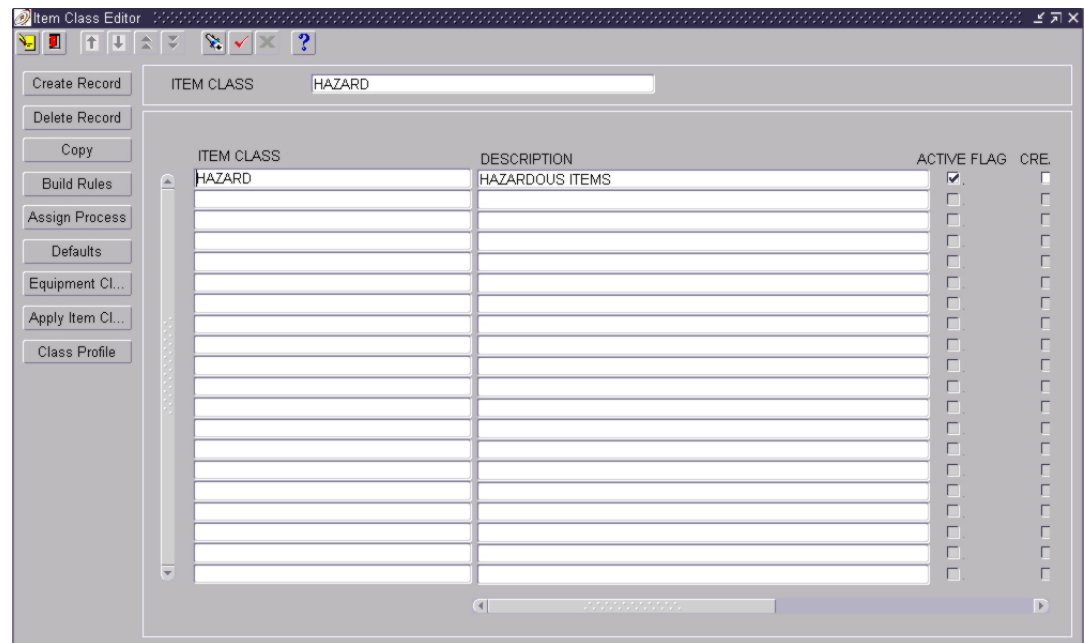 Item Class Editor
?
Create Record
ITEM CLASS HAZARD
Delete Record
Copy
Build Rules
Assign Process
Defaults
Equipment Cl...
Apply Item Cl...
Class Profile
ITEM CLASS DESCRIPTION ACTIVE FLAG CRE.
HAZARD HAZARDOUS ITEMS